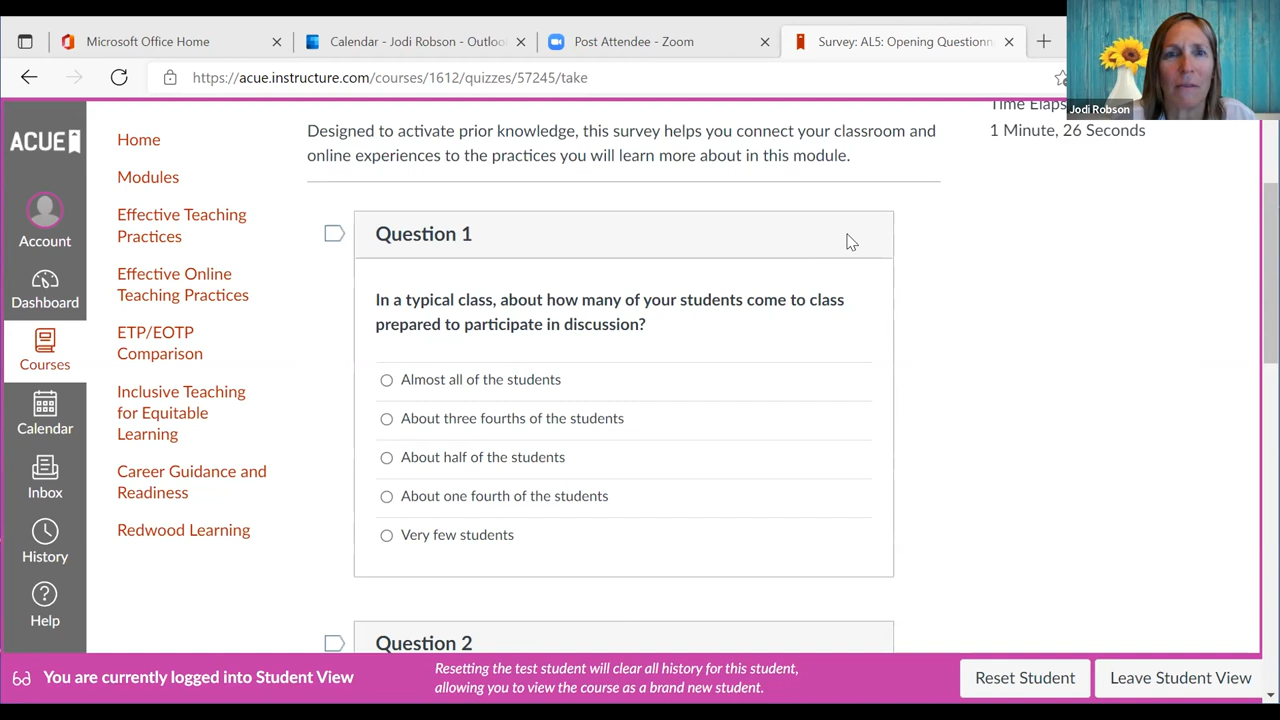 Microsoft Office Home
Calendar - Jodi Robson - Outloo
Post Attendee - Zoom
Survey: AL5: Opening Questionn
https://acue.instructure.com/courses/1612/quizzes/57245/take
Jodi Robson
ACUE
Account
Dashboard
Courses
Calendar
Inbox
History
Help
Home
Modules
Effective Teaching
Practices
Effective Online
Teaching Practices
ETP/EOTP
Comparison
Inclusive Teaching
for Equitable
Learning
Career Guidance and
Readiness
Redwood Learning
Time Elaps
1 Minute, 26 Seconds
Designed to activate prior knowledge, this survey helps you connect your classroom and
online experiences to the practices you will learn more about in this module.
Question 1
In a typical class, about how many of your students come to class
prepared to participate in discussion?
Almost all of the students
About three fourths of the students
About half of the students
About one fourth of the students
Very few students
Question 2
You are currently logged into Student View
Resetting the test student will clear all history for this student,
allowing you to view the course as a brand new student.
Reset Student
Leave Student View